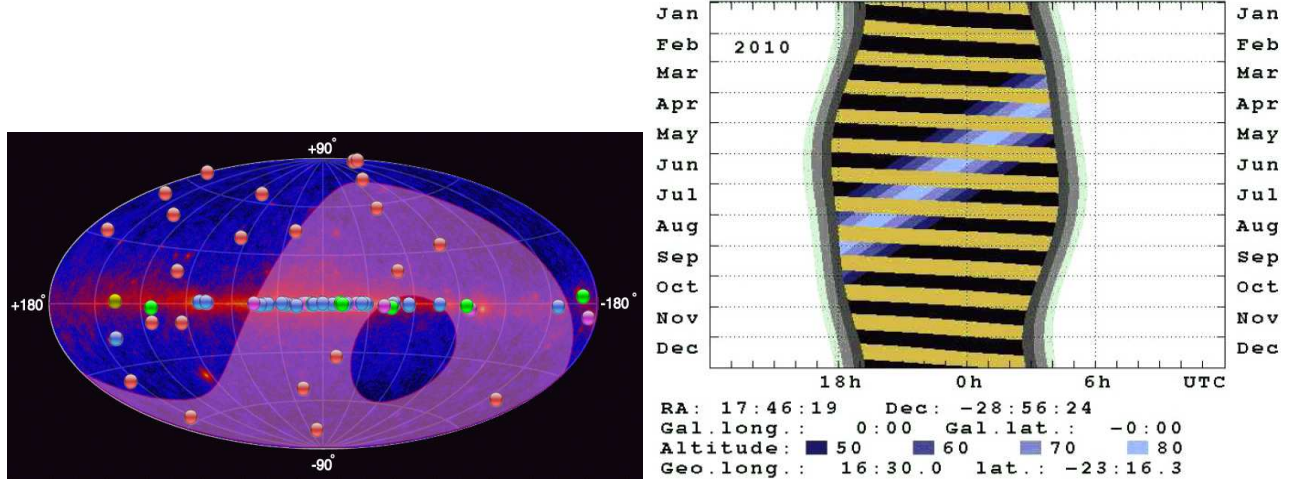 +90°
+180°
-180°
-90°
Jan Jan
Feb 2010 Feb
Mar Mar
Apr Apr
May May
Jun Jun
Jul Jul
Aug Aug
Sep Sep
Oct Oct
Nov Nov
Dec Dec
18h 0h 6h UTC
RA: 17:46:19 Dec: -28:56:24
Gal.long.: 0:00 Gal.lat.: -0:00
Altitude: 50 60 70 80
Geo.long.: 16:30.0 lat.: -23:16.3